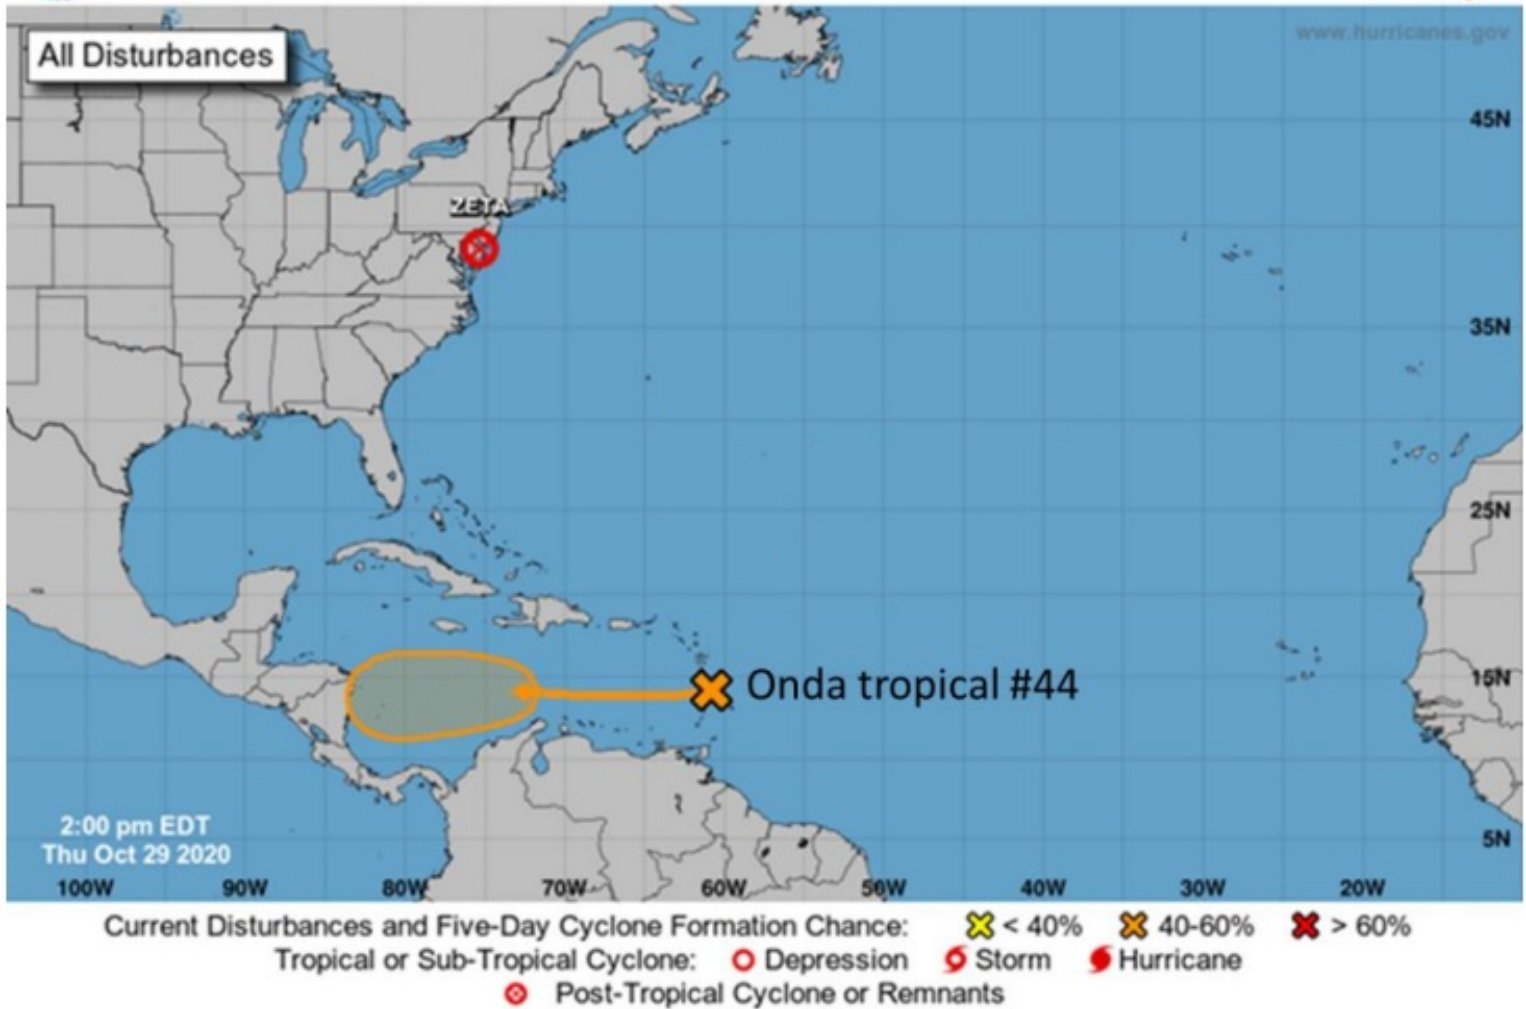 All Disturbances
www.hurricanes.gov
45N
ZETA
35N
25N
Onda tropical #44
15N
2:00 pm EDT
Thu Oct 29 2020
5N
100W 90W 80W 70W 60W 50W 40W 30W 20W
Current Disturbances and Five-Day Cyclone Formation Chance: < 40% 40-60% > 60%
Tropical or Sub-Tropical Cyclone: Depression Storm Hurricane
Post-Tropical Cyclone or Remnants